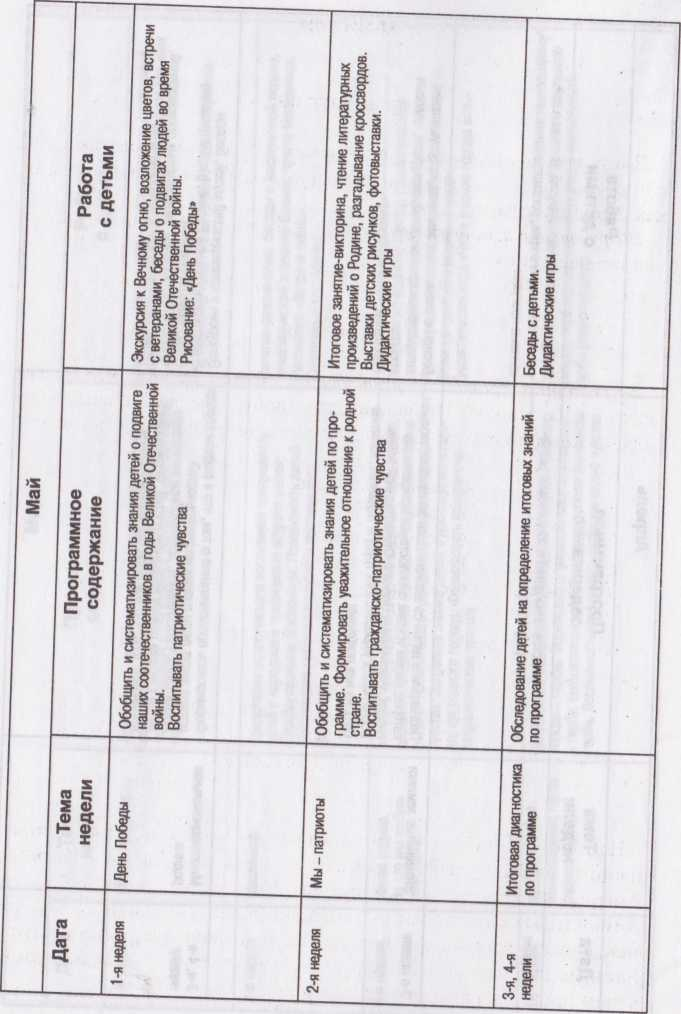 Май
Дата
Тема
недели
Программное
содержание
Работа
с детьми
1-я неделя
День Победы
Обобщить и систематизировать знания детей о подвиге
наших соотечественников в годы Великой Отечественной
войны.
Воспитывать патриотические чувства
Экскурсия к Вечному огню, возложение цветов, встречи
с ветеранами, беседы о подвигах людей во время
Великой Отечественной войны.
Рисование: «День Победы»
2-я неделя
Мы – патриоты
Обобщить и систематизировать знания детей по про-
грамме. Формировать уважительное отношение к родной
стране.
Воспитывать гражданско-патриотические чувства
Итоговое занятие-викторина, чтение литературных
произведений о Родине, разгадывание кроссвордов.
Выставки детских рисунков, фотовыставки.
Дидактические игры
3-я, 4-я
недели
Итоговая диагностика
по программе
Обследование детей на определение итоговых знаний
по программе
Беседы с детьми.
Дидактические игры